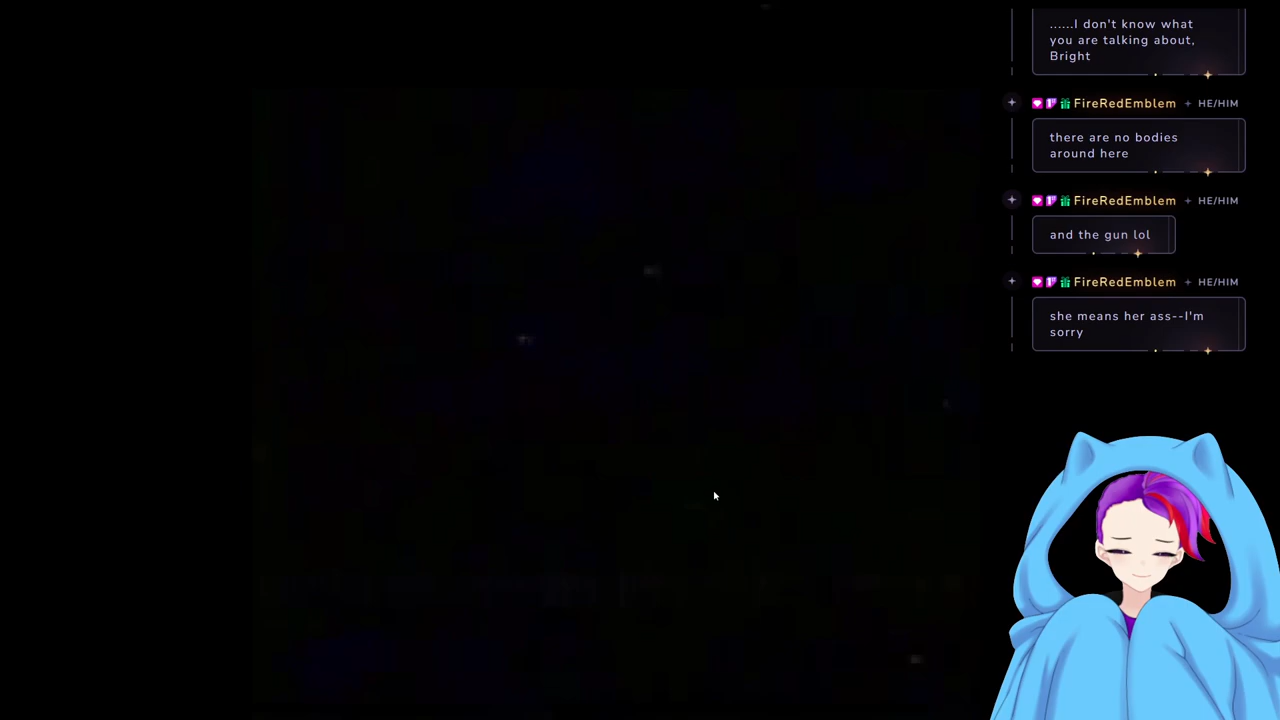 ......I don't know what
you are talking about,
Bright
FireRedEmblem HE/HIM
there are no bodies
around here
FireRedEmblem HE/HIM
and the gun lol
FireRedEmblem HE/HIM
she means her ass--I'm
sorry